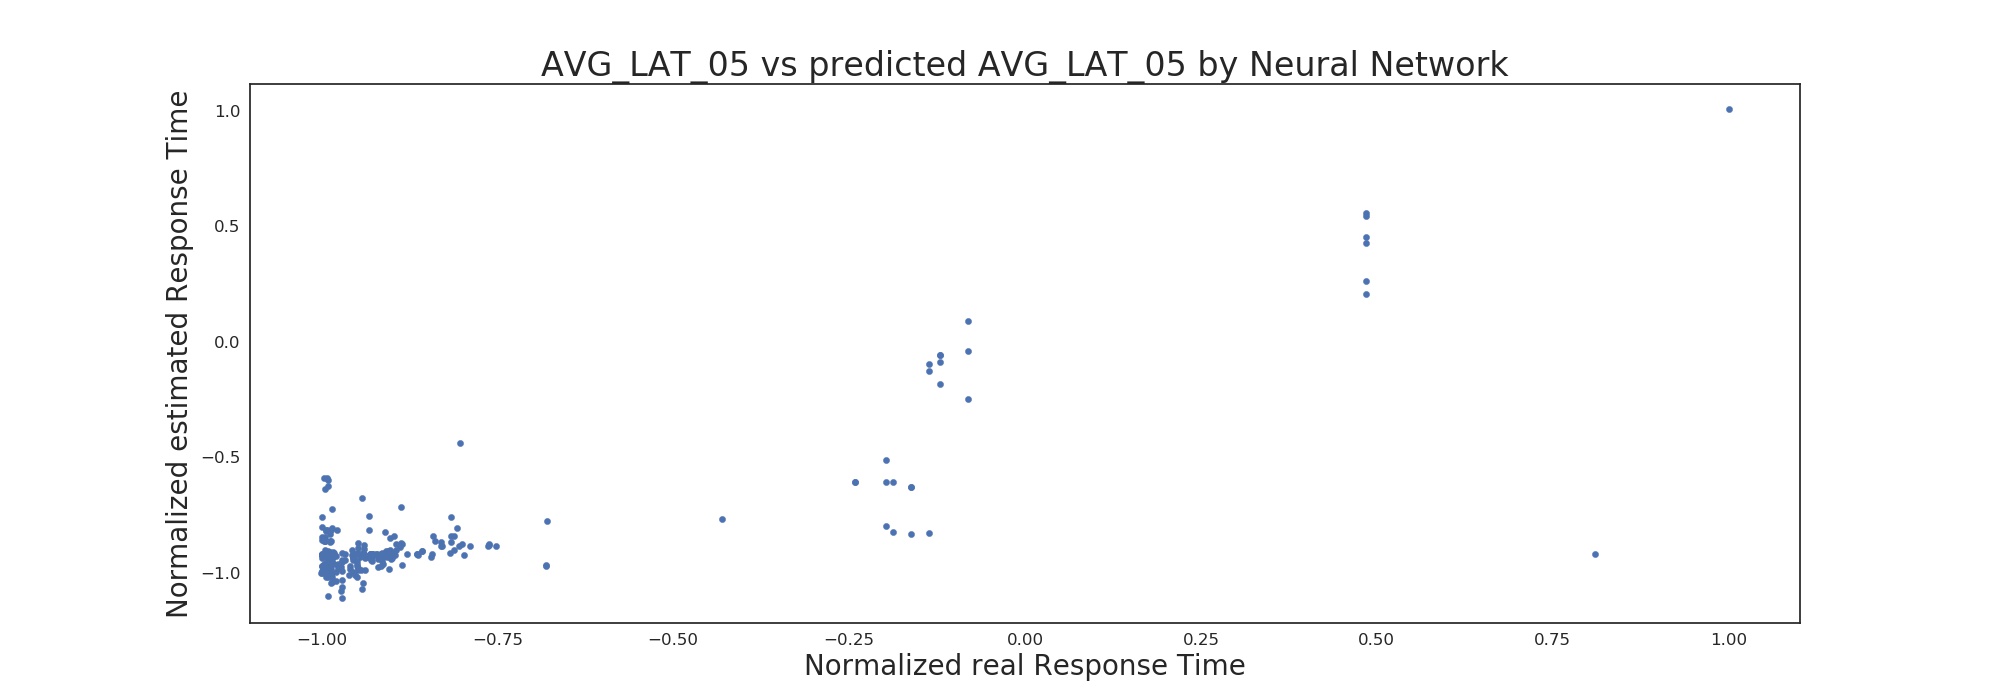 AVG_LAT_05 vs predicted AVG_LAT_05 by Neural Network
Normalized estimated Response Time
1.0
0.5
0.0
−0.5
−1.0
−1.00 −0.75 −0.50 −0.25 0.00 0.25 0.50 0.75 1.00
Normalized real Response Time